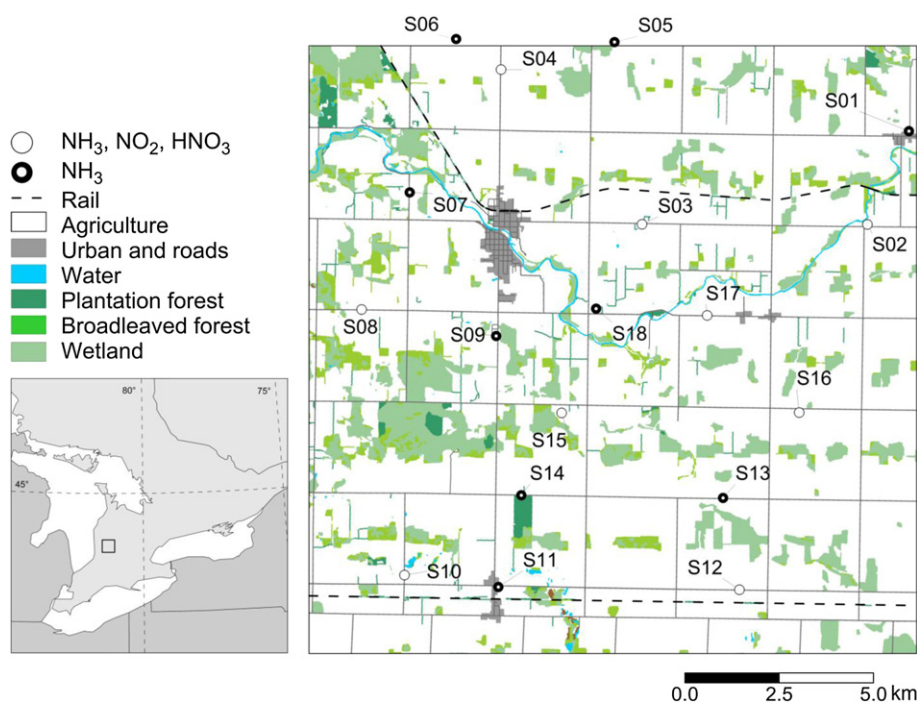 S06
S05
S04
S01
NH₃, NO₂, HNO₃
NH₃
Rail
Agriculture
Urban and roads
Water
Plantation forest
Broadleaved forest
Wetland
S07
S03
S02
S17
S08
S09
S18
S16
S15
S14
S13
S10
S11
S12
80°
75°
45°
0.0 2.5 5.0 km